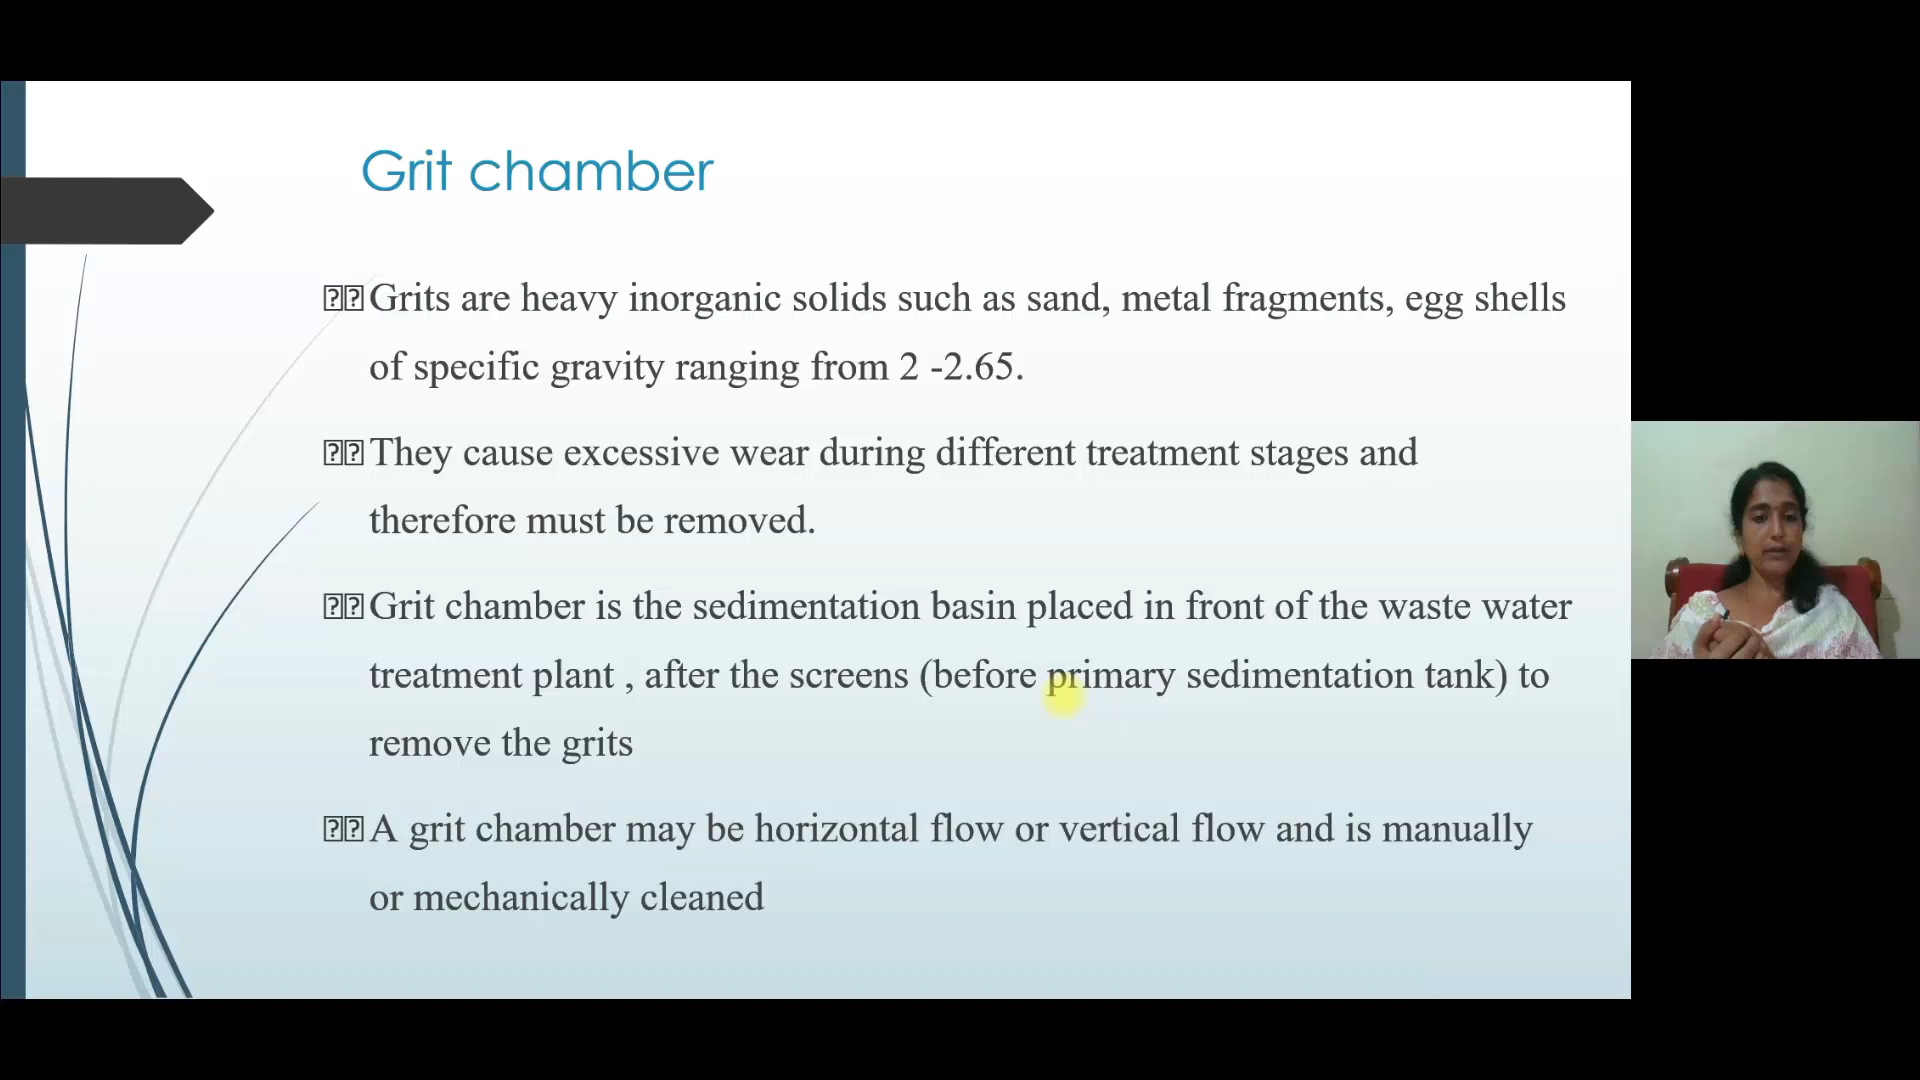 Grit chamber
Grits are heavy inorganic solids such as sand, metal fragments, egg shells
of specific gravity ranging from 2 -2.65.
They cause excessive wear during different treatment stages and
therefore must be removed.
Grit chamber is the sedimentation basin placed in front of the waste water
treatment plant , after the screens (before primary sedimentation tank) to
remove the grits
A grit chamber may be horizontal flow or vertical flow and is manually
or mechanically cleaned